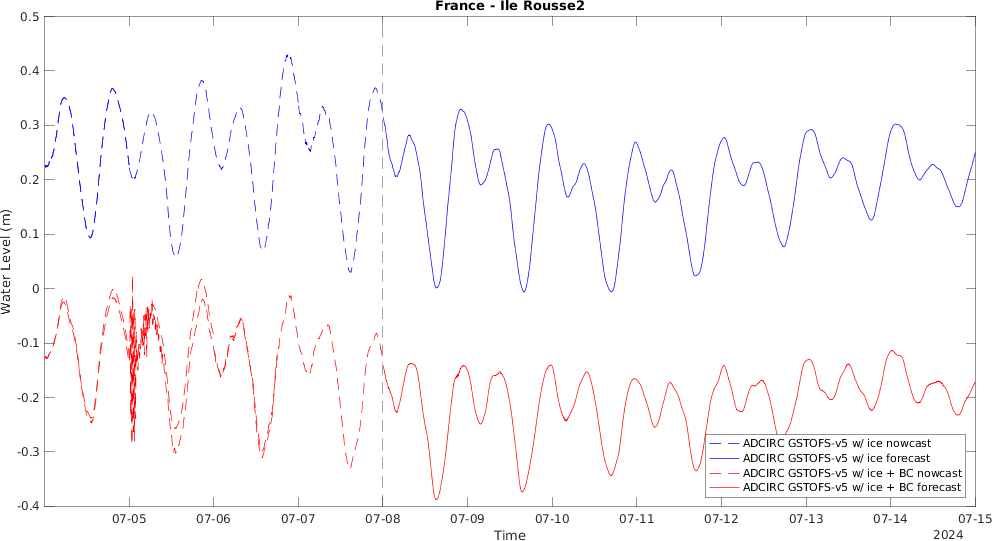 France - Ile Rousse2
Water Level (m)
0.5
0.4
0.3
0.2
0.1
0
-0.1
-0.2
-0.3
-0.4
ADCIRC GSTOFS-v5 w/ ice nowcast
ADCIRC GSTOFS-v5 w/ ice forecast
ADCIRC GSTOFS-v5 w/ ice + BC nowcast
ADCIRC GSTOFS-v5 w/ ice + BC forecast
07-05 07-06 07-07 07-08 07-09 07-10 07-11 07-12 07-13 07-14 07-15
Time
2024